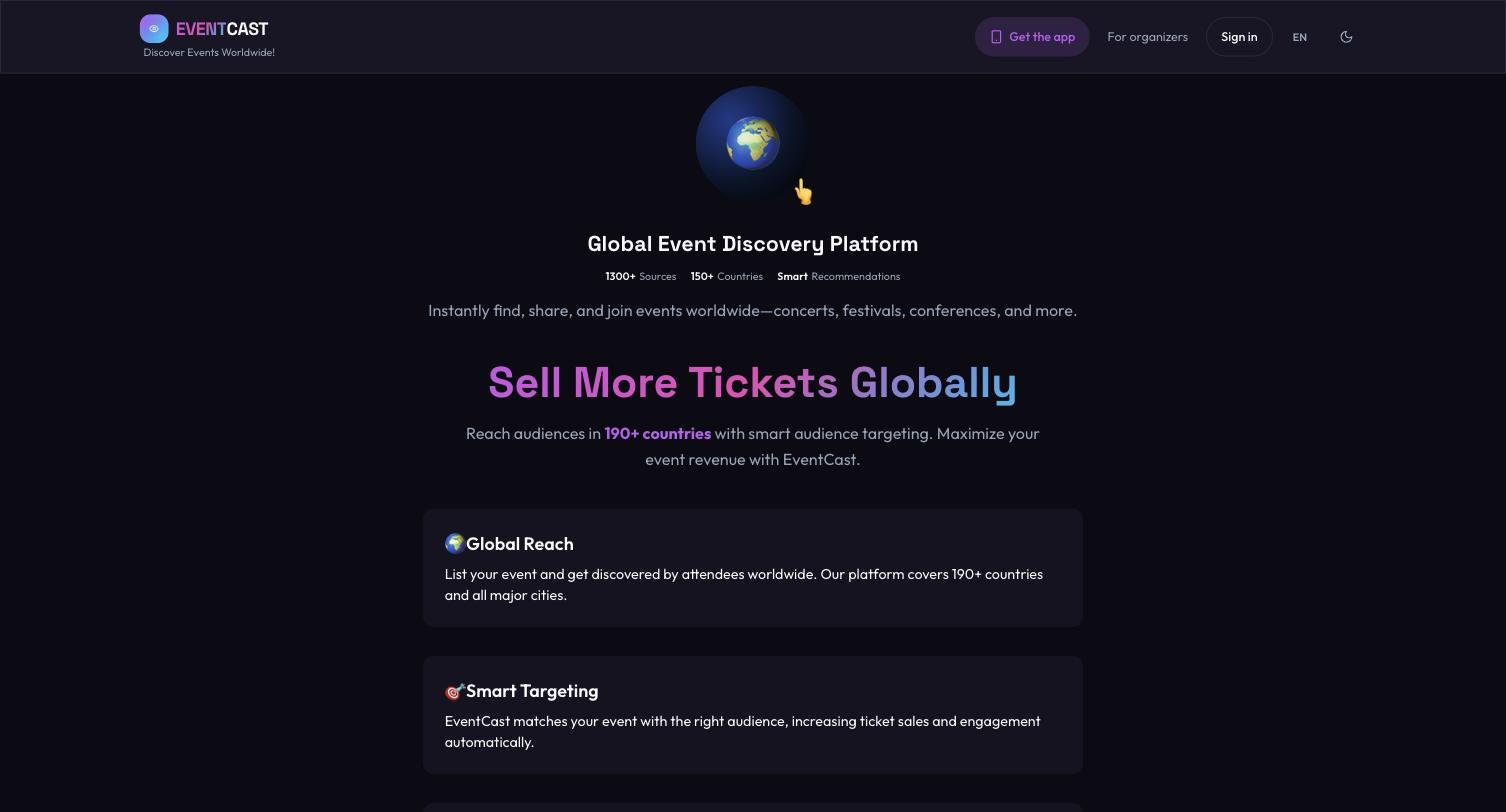 EVENTCAST
Discover Events Worldwide!
Get the app
For organizers
Sign in
EN
Global Event Discovery Platform
1300+ Sources 150+ Countries Smart Recommendations
Instantly find, share, and join events worldwide—concerts, festivals, conferences, and more.
Sell More Tickets Globally
Reach audiences in 190+ countries with smart audience targeting. Maximize your
event revenue with EventCast.
Global Reach
List your event and get discovered by attendees worldwide. Our platform covers 190+ countries
and all major cities.
Smart Targeting
EventCast matches your event with the right audience, increasing ticket sales and engagement
automatically.